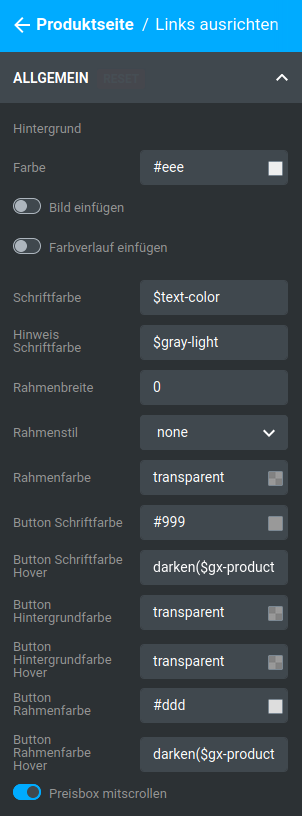 Produktseite / Links ausrichten
ALLGEMEIN RESET
Hintergrund
Farbe #eee
Bild einfügen
Farbverlauf einfügen
Schriftfarbe $text-color
Hinweis
Schriftfarbe $gray-light
Rahmenbreite 0
Rahmenstil none
Rahmenfarbe transparent
Button Schriftfarbe #999
Button Schriftfarbe
Hover darken($gx-product
Button
Hintergrundfarbe transparent
Button
Hintergrundfarbe
Hover transparent
Button
Rahmenfarbe #ddd
Button
Rahmenfarbe
Hover darken($gx-product
Preisbox mitscrollen